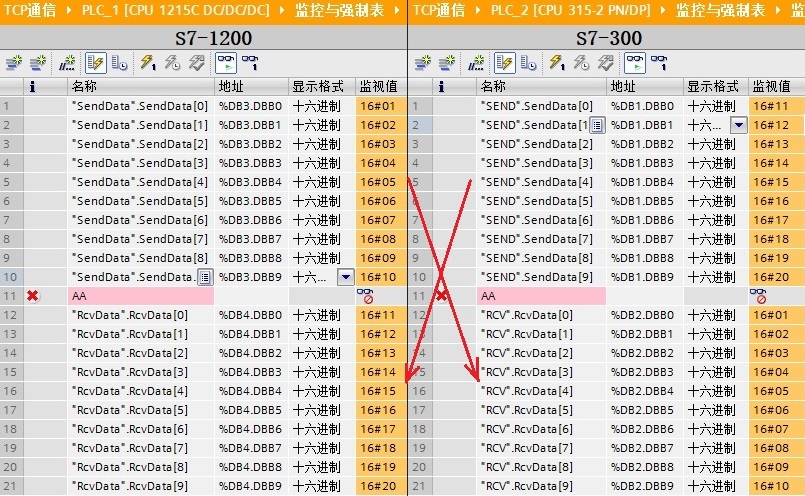 TCP通信 PLC_1 [CPU 1215C DC/DC/DC] 监控与强制表
S7-1200
i 名称 地址 显示格式 监视值
1 "SendData".SendData[0] %DB3.DBB0 十六进制 16#01
2 "SendData".SendData[1] %DB3.DBB1 十六进制 16#02
3 "SendData".SendData[2] %DB3.DBB2 十六进制 16#03
4 "SendData".SendData[3] %DB3.DBB3 十六进制 16#04
5 "SendData".SendData[4] %DB3.DBB4 十六进制 16#05
6 "SendData".SendData[5] %DB3.DBB5 十六进制 16#06
7 "SendData".SendData[6] %DB3.DBB6 十六进制 16#07
8 "SendData".SendData[7] %DB3.DBB7 十六进制 16#08
9 "SendData".SendData[8] %DB3.DBB8 十六进制 16#09
10 "SendData".SendData. %DB3.DBB9 十六... 16#10
11 AA
12 "RcvData".RcvData[0] %DB4.DBB0 十六进制 16#11
13 "RcvData".RcvData[1] %DB4.DBB1 十六进制 16#12
14 "RcvData".RcvData[2] %DB4.DBB2 十六进制 16#13
15 "RcvData".RcvData[3] %DB4.DBB3 十六进制 16#14
16 "RcvData".RcvData[4] %DB4.DBB4 十六进制 16#15
17 "RcvData".RcvData[5] %DB4.DBB5 十六进制 16#16
18 "RcvData".RcvData[6] %DB4.DBB6 十六进制 16#17
19 "RcvData".RcvData[7] %DB4.DBB7 十六进制 16#18
20 "RcvData".RcvData[8] %DB4.DBB8 十六进制 16#19
21 "RcvData".RcvData[9] %DB4.DBB9 十六进制 16#20
TCP通信 PLC_2 [CPU 315-2 PN/DP] 监控与强制表
S7-300
i 名称 地址 显示格式 监视值
1 "SEND".SendData[0] %DB1.DBB0 十六进制 16#11
2 "SEND".SendData[1 %DB1.DBB1 十六... 16#12
3 "SEND".SendData[2] %DB1.DBB2 十六进制 16#13
4 "SEND".SendData[3] %DB1.DBB3 十六进制 16#14
5 "SEND".SendData[4] %DB1.DBB4 十六进制 16#15
6 "SEND".SendData[5] %DB1.DBB5 十六进制 16#16
7 "SEND".SendData[6] %DB1.DBB6 十六进制 16#17
8 "SEND".SendData[7] %DB1.DBB7 十六进制 16#18
9 "SEND".SendData[8] %DB1.DBB8 十六进制 16#19
10 "SEND".SendData[9] %DB1.DBB9 十六进制 16#20
11 AA
12 "RCV".RcvData[0] %DB2.DBB0 十六进制 16#01
13 "RCV".RcvData[1] %DB2.DBB1 十六进制 16#02
14 "RCV".RcvData[2] %DB2.DBB2 十六进制 16#03
15 "RCV".RcvData[3] %DB2.DBB3 十六进制 16#04
16 "RCV".RcvData[4] %DB2.DBB4 十六进制 16#05
17 "RCV".RcvData[5] %DB2.DBB5 十六进制 16#06
18 "RCV".RcvData[6] %DB2.DBB6 十六进制 16#07
19 "RCV".RcvData[7] %DB2.DBB7 十六进制 16#08
20 "RCV".RcvData[8] %DB2.DBB8 十六进制 16#09
21 "RCV".RcvData[9] %DB2.DBB9 十六进制 16#10